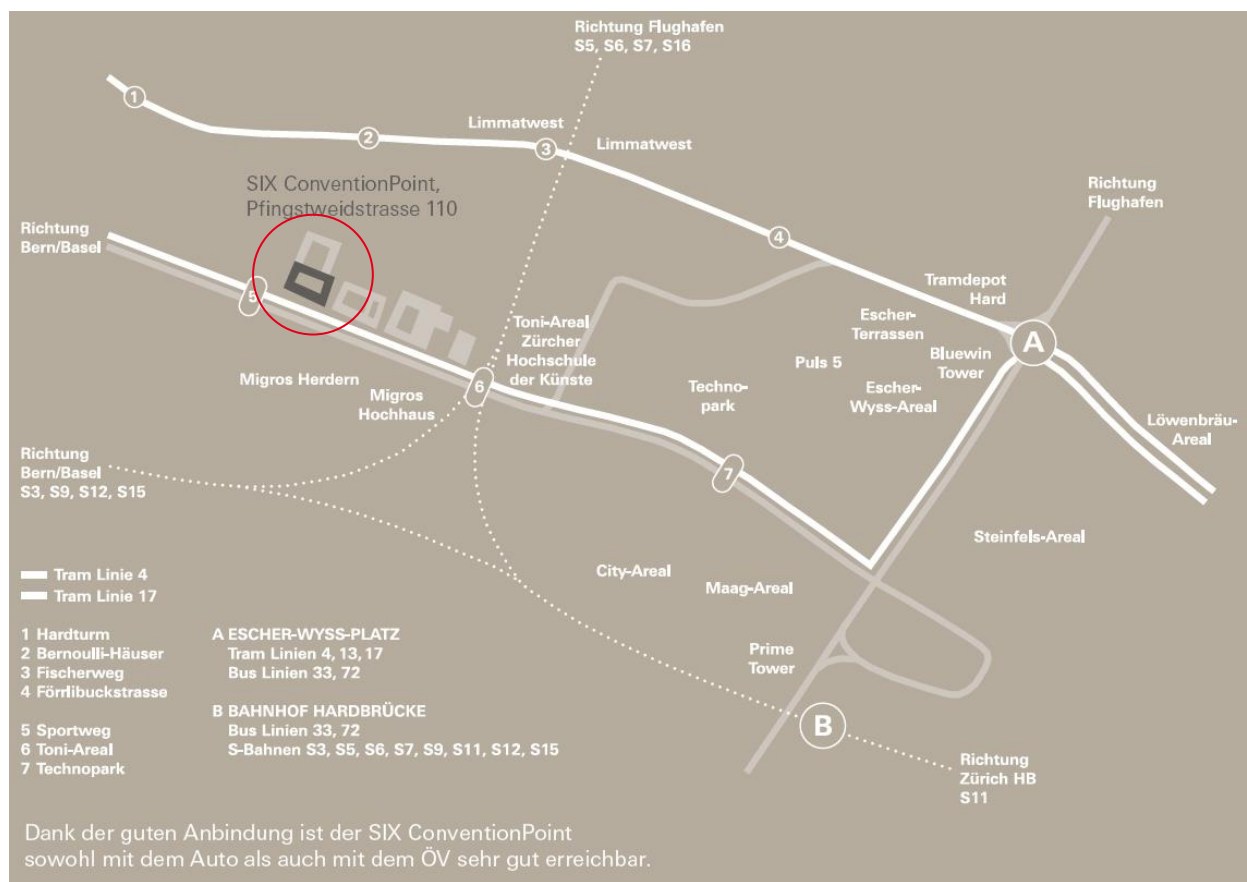 Richtung Flughafen
S5, S6, S7, S16
1
2
Limmatwest
3
Limmatwest
SIX ConventionPoint,
Pfingstweidstrasse 110
Richtung
Flughafen
Richtung
Bern/Basel
4
Tramdepot
Hard
5
Escher-
Terrassen
A
Toni-Areal
Zürcher
Hochschule
der Künste
Puls 5
Bluewin
Tower
Migros Herdern
6
Migros
Hochhaus
Techno-
park
Escher-
Wyss-Areal
Löwenbräu-
Areal
Richtung
Bern/Basel
S3, S9, S12, S15
7
Steinfels-Areal
City-Areal
Maag-Areal
Prime
Tower
B
Richtung
Zürich HB
S11
Tram Linie 4
Tram Linie 17
1 Hardturm
2 Bernoulli-Häuser
3 Fischerweg
4 Förrlibuckstrasse
5 Sportweg
6 Toni-Areal
7 Technopark
A ESCHER-WYSS-PLATZ
Tram Linien 4, 13, 17
Bus Linien 33, 72
B BAHNHOF HARDBRÜCKE
Bus Linien 33, 72
S-Bahnen S3, S5, S6, S7, S9, S11, S12, S15
Dank der guten Anbindung ist der SIX ConventionPoint
sowohl mit dem Auto als auch mit dem ÖV sehr gut erreichbar.